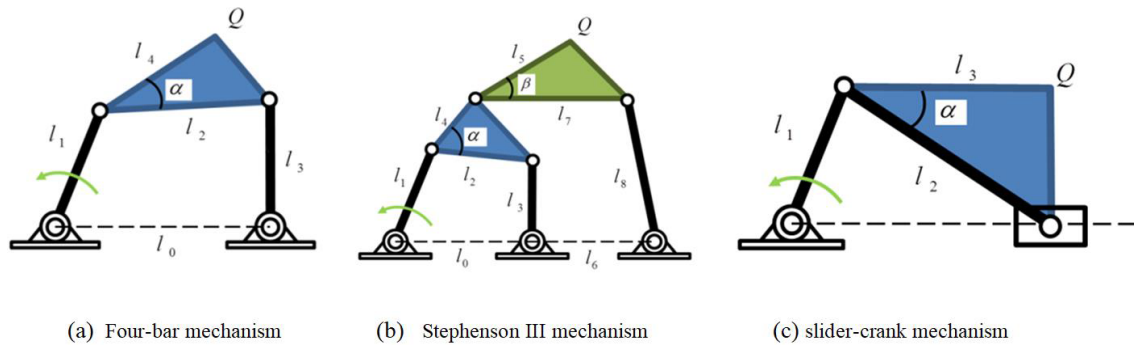 Q
l4
α
l1
l2
l3
l0
(a) Four-bar mechanism
Q
l5
β
l4
l7
α
l1
l2
l3
l8
l0
l6
(b) Stephenson III mechanism
l3
Q
α
l1
l2
(c) slider-crank mechanism